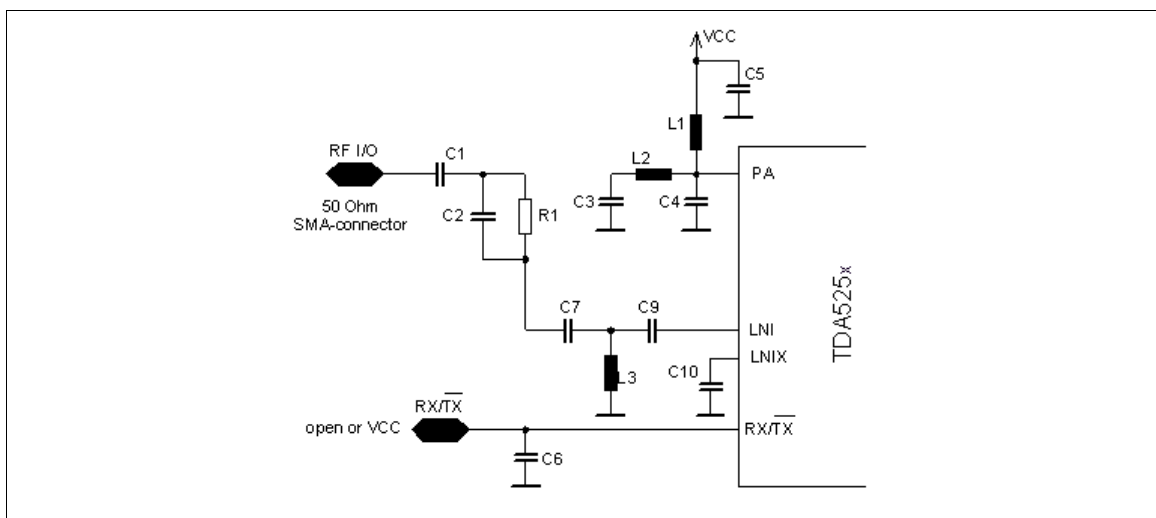 VCC
C5
L1
RF I/O
C1
L2
PA
C2
R1
C3
C4
50 Ohm
SMA-connector
C7
C9
LNI
LNIX
TDA525x
L3
C10
RX/TX
open or VCC
RX/TX
C6